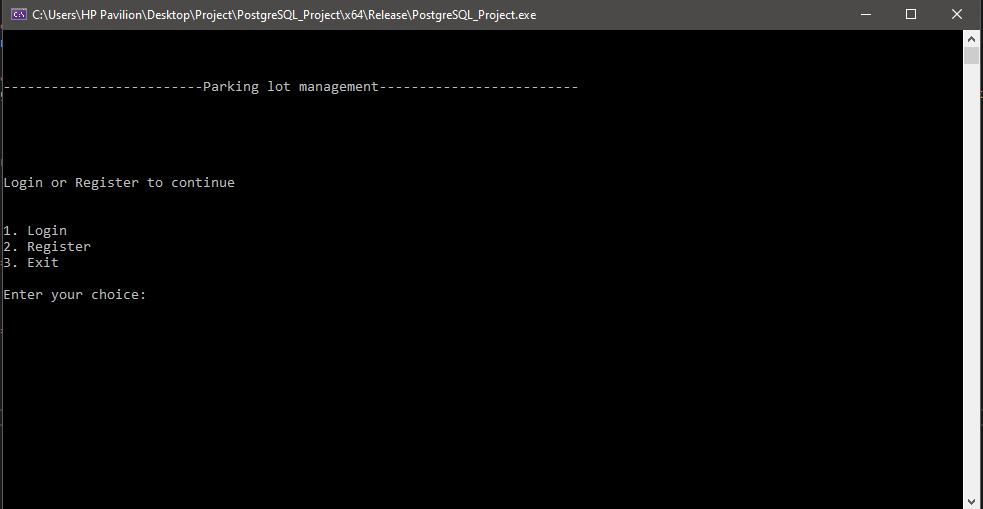 C:\Users\HP Pavilion\Desktop\Project\PostgreSQL_Project\x64\Release\PostgreSQL_Project.exe
-------------------------Parking lot management-------------------------
Login or Register to continue
1. Login
2. Register
3. Exit
Enter your choice: